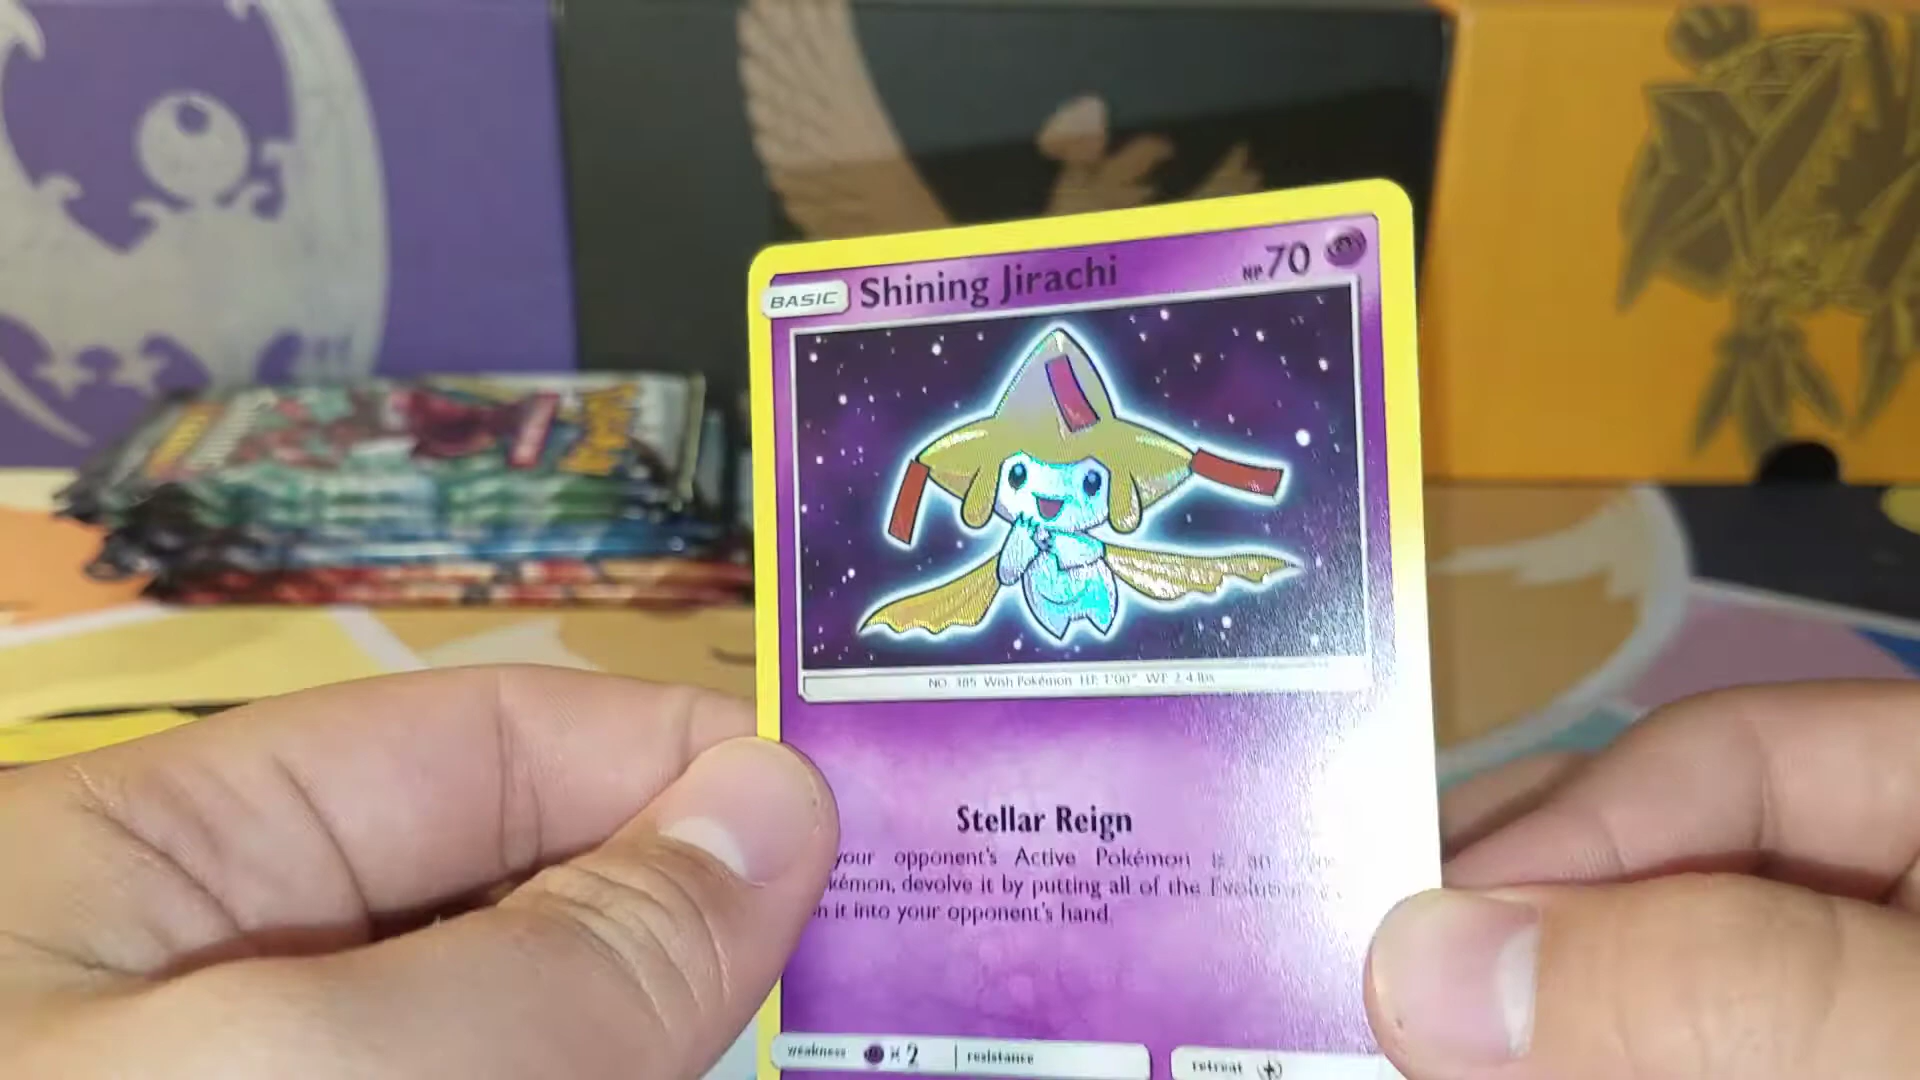 BASIC Shining Jirachi HP 70
NO. 385 Wish Pokémon HT: 1'00" WT: 2.4 lbs
Stellar Reign
your opponent's Active Pokémon is an
kémon, devolve it by putting all of the
it into your opponent's hand.
weakness × 2 resistance retreat